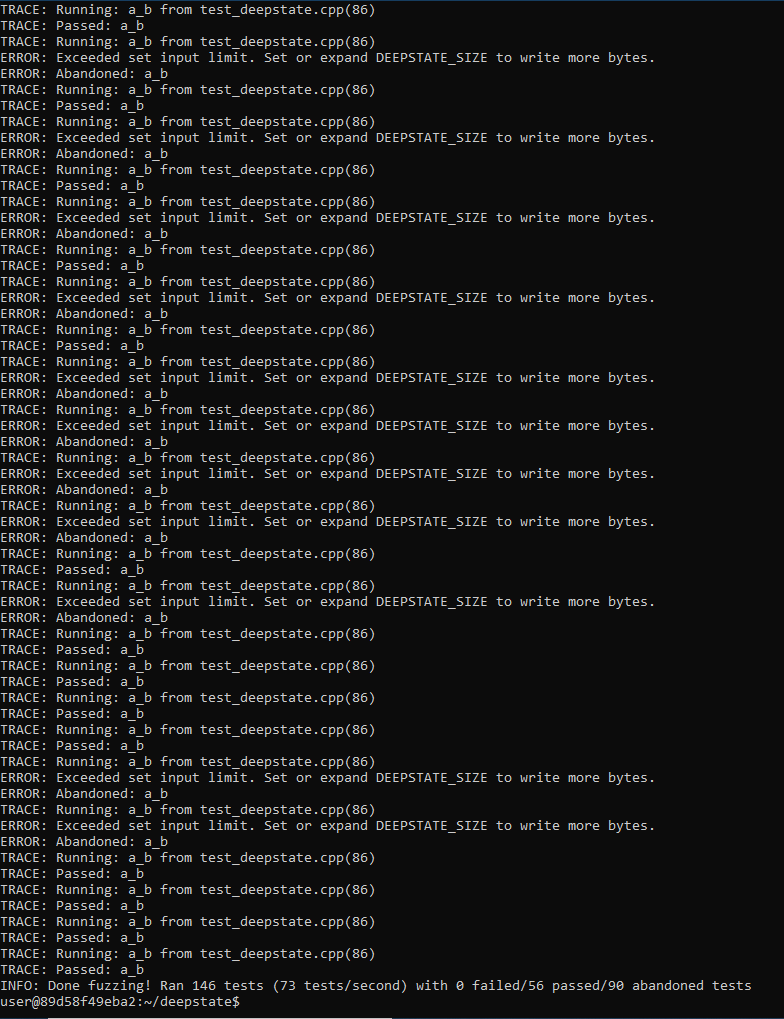 TRACE: Running: a_b from test_deepstate.cpp(86)
TRACE: Passed: a_b
TRACE: Running: a_b from test_deepstate.cpp(86)
ERROR: Exceeded set input limit. Set or expand DEEPSTATE_SIZE to write more bytes.
ERROR: Abandoned: a_b
TRACE: Running: a_b from test_deepstate.cpp(86)
TRACE: Passed: a_b
TRACE: Running: a_b from test_deepstate.cpp(86)
ERROR: Exceeded set input limit. Set or expand DEEPSTATE_SIZE to write more bytes.
ERROR: Abandoned: a_b
TRACE: Running: a_b from test_deepstate.cpp(86)
TRACE: Passed: a_b
TRACE: Running: a_b from test_deepstate.cpp(86)
ERROR: Exceeded set input limit. Set or expand DEEPSTATE_SIZE to write more bytes.
ERROR: Abandoned: a_b
TRACE: Running: a_b from test_deepstate.cpp(86)
TRACE: Passed: a_b
TRACE: Running: a_b from test_deepstate.cpp(86)
ERROR: Exceeded set input limit. Set or expand DEEPSTATE_SIZE to write more bytes.
ERROR: Abandoned: a_b
TRACE: Running: a_b from test_deepstate.cpp(86)
TRACE: Passed: a_b
TRACE: Running: a_b from test_deepstate.cpp(86)
ERROR: Exceeded set input limit. Set or expand DEEPSTATE_SIZE to write more bytes.
ERROR: Abandoned: a_b
TRACE: Running: a_b from test_deepstate.cpp(86)
ERROR: Exceeded set input limit. Set or expand DEEPSTATE_SIZE to write more bytes.
ERROR: Abandoned: a_b
TRACE: Running: a_b from test_deepstate.cpp(86)
ERROR: Exceeded set input limit. Set or expand DEEPSTATE_SIZE to write more bytes.
ERROR: Abandoned: a_b
TRACE: Running: a_b from test_deepstate.cpp(86)
ERROR: Exceeded set input limit. Set or expand DEEPSTATE_SIZE to write more bytes.
ERROR: Abandoned: a_b
TRACE: Running: a_b from test_deepstate.cpp(86)
TRACE: Passed: a_b
TRACE: Running: a_b from test_deepstate.cpp(86)
ERROR: Exceeded set input limit. Set or expand DEEPSTATE_SIZE to write more bytes.
ERROR: Abandoned: a_b
TRACE: Running: a_b from test_deepstate.cpp(86)
TRACE: Passed: a_b
TRACE: Running: a_b from test_deepstate.cpp(86)
TRACE: Passed: a_b
TRACE: Running: a_b from test_deepstate.cpp(86)
TRACE: Passed: a_b
TRACE: Running: a_b from test_deepstate.cpp(86)
TRACE: Passed: a_b
TRACE: Running: a_b from test_deepstate.cpp(86)
ERROR: Exceeded set input limit. Set or expand DEEPSTATE_SIZE to write more bytes.
ERROR: Abandoned: a_b
TRACE: Running: a_b from test_deepstate.cpp(86)
ERROR: Exceeded set input limit. Set or expand DEEPSTATE_SIZE to write more bytes.
ERROR: Abandoned: a_b
TRACE: Running: a_b from test_deepstate.cpp(86)
TRACE: Passed: a_b
TRACE: Running: a_b from test_deepstate.cpp(86)
TRACE: Passed: a_b
TRACE: Running: a_b from test_deepstate.cpp(86)
TRACE: Passed: a_b
TRACE: Running: a_b from test_deepstate.cpp(86)
TRACE: Passed: a_b
INFO: Done fuzzing! Ran 146 tests (73 tests/second) with 0 failed/56 passed/90 abandoned tests
user@89d58f49eba2:~/deepstate$